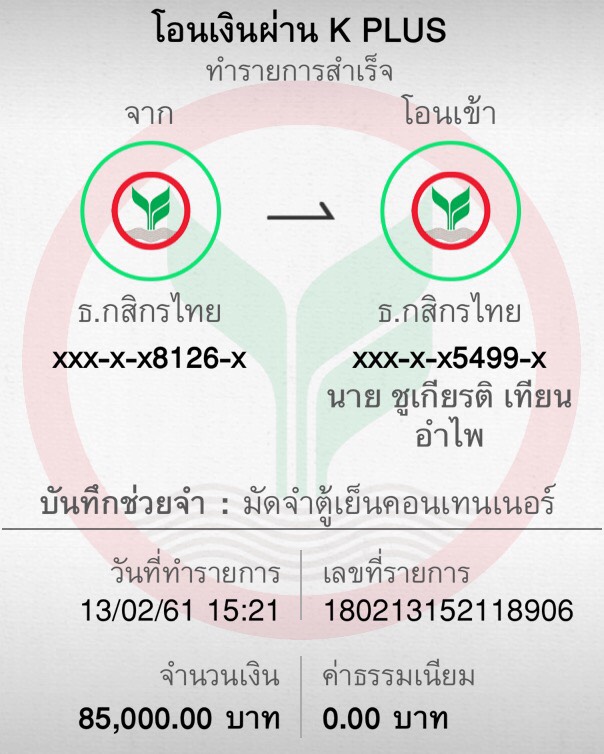 โอนเงินผ่าน K PLUS
ทำรายการสำเร็จ
จาก โอนเข้า
ธ.กสิกรไทย ธ.กสิกรไทย
xxx-x-x8126-x xxx-x-x5499-x
นาย ชูเกียรติ เทียน
อำไพ
บันทึกช่วยจำ : มัดจำตู้เย็นคอนเทนเนอร์
วันที่ทำรายการ เลขที่รายการ
13/02/61 15:21 180213152118906
จำนวนเงิน ค่าธรรมเนียม
85,000.00 บาท 0.00 บาท